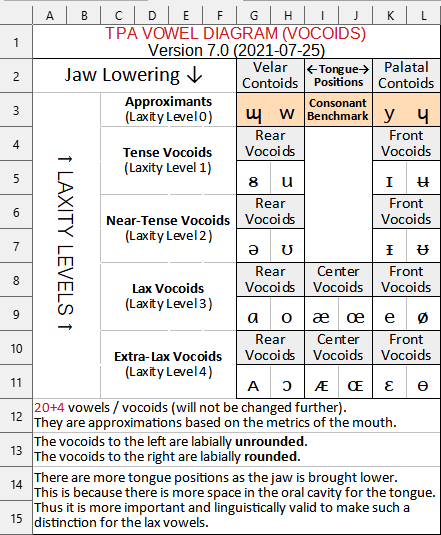 A B C D E F G H I J K L
1 TPA VOWEL DIAGRAM (VOCOIDS)
Version 7.0 (2021-07-25)
2 Jaw Lowering ↓ Velar Contoids ←Tongue→ Positions Palatal Contoids
3 Approximants (Laxity Level 0) ɰ w Consonant Benchmark y ɥ
↑ LAXITY LEVELS ↑
4 Tense Vocoids (Laxity Level 1) Rear Vocoids Front Vocoids
5 ȣ u ɪ ʉ
6 Near-Tense Vocoids (Laxity Level 2) Rear Vocoids Front Vocoids
7 ə ʊ ᵻ ᵿ
8 Lax Vocoids (Laxity Level 3) Rear Vocoids Center Vocoids Front Vocoids
9 ɑ o æ œ e ø
10 Extra-Lax Vocoids (Laxity Level 4) Rear Vocoids Center Vocoids Front Vocoids
11 ᴀ ɔ Æ Œ ɛ ɵ
12 20+4 vowels / vocoids (will not be changed further).
They are approximations based on the metrics of the mouth.
13 The vocoids to the left are labially unrounded.
The vocoids to the right are labially rounded.
14 There are more tongue positions as the jaw is brought lower.
This is because there is more space in the oral cavity for the tongue.
15 Thus it is more important and linguistically valid to make such a
distinction for the lax vowels.